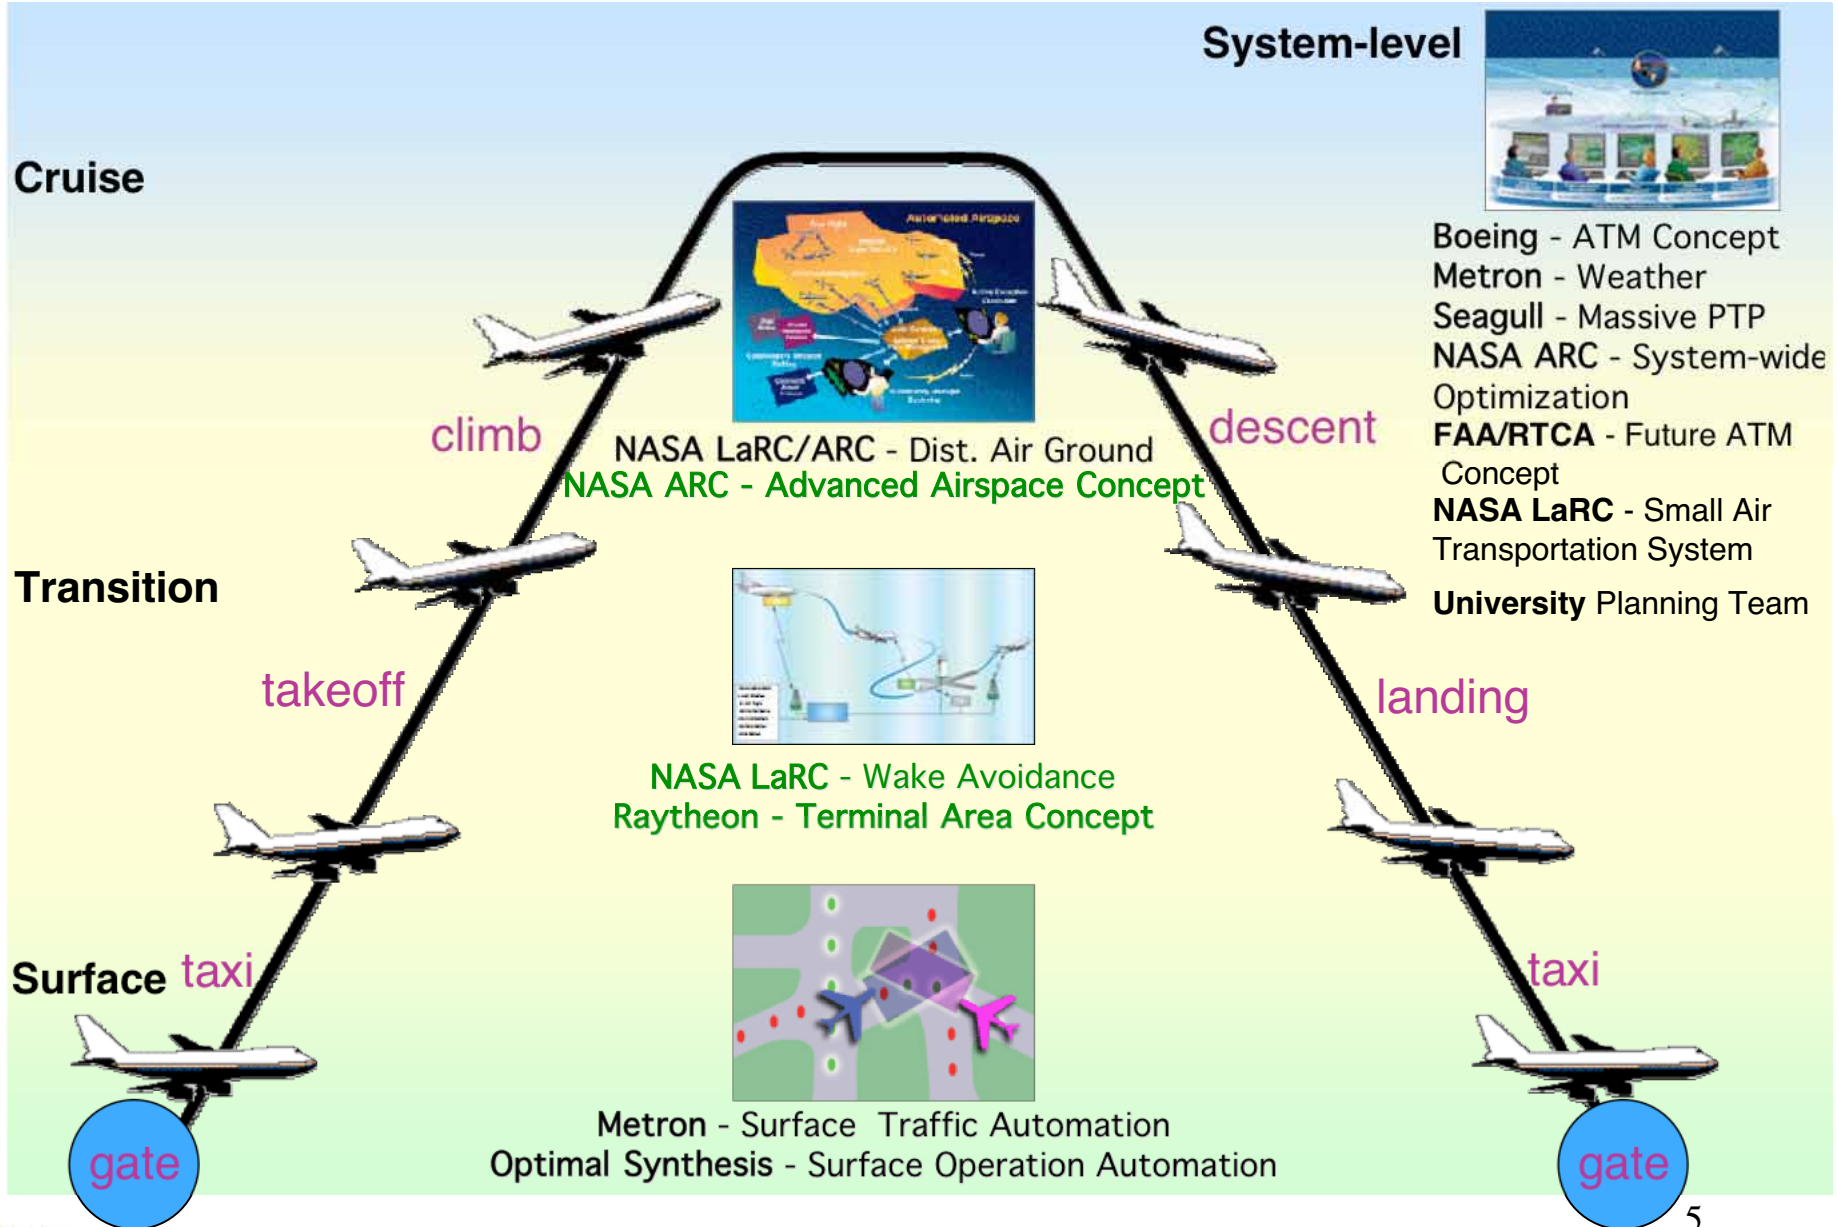 System-level
Cruise
Automated Airspace
Boeing - ATM Concept
Metron - Weather
Seagull - Massive PTP
NASA ARC - System-wide
Optimization
FAA/RTCA - Future ATM
Concept
NASA LaRC - Small Air
Transportation System
University Planning Team
climb
descent
NASA LaRC/ARC - Dist. Air Ground
NASA ARC - Advanced Airspace Concept
Transition
takeoff
landing
NASA LaRC - Wake Avoidance
Raytheon - Terminal Area Concept
Surface taxi
taxi
Metron - Surface Traffic Automation
Optimal Synthesis - Surface Operation Automation
gate
gate
5